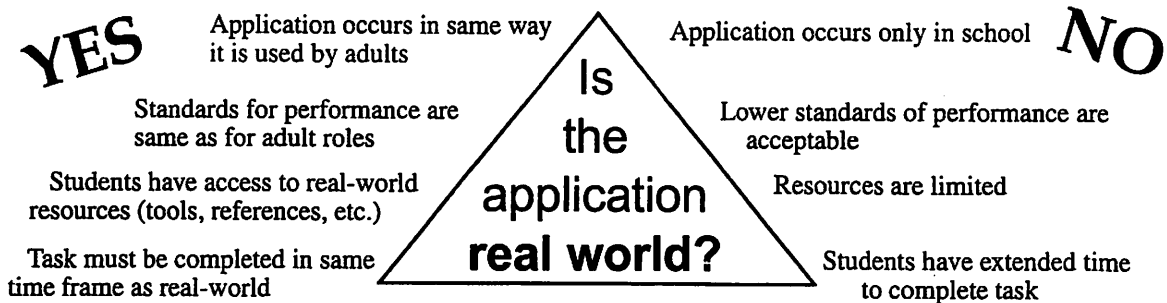 YES
Application occurs in same way
it is used by adults
Standards for performance are
same as for adult roles
Students have access to real-world
resources (tools, references, etc.)
Task must be completed in same
time frame as real-world
Is
the
application
real world?
NO
Application occurs only in school
Lower standards of performance are
acceptable
Resources are limited
Students have extended time
to complete task